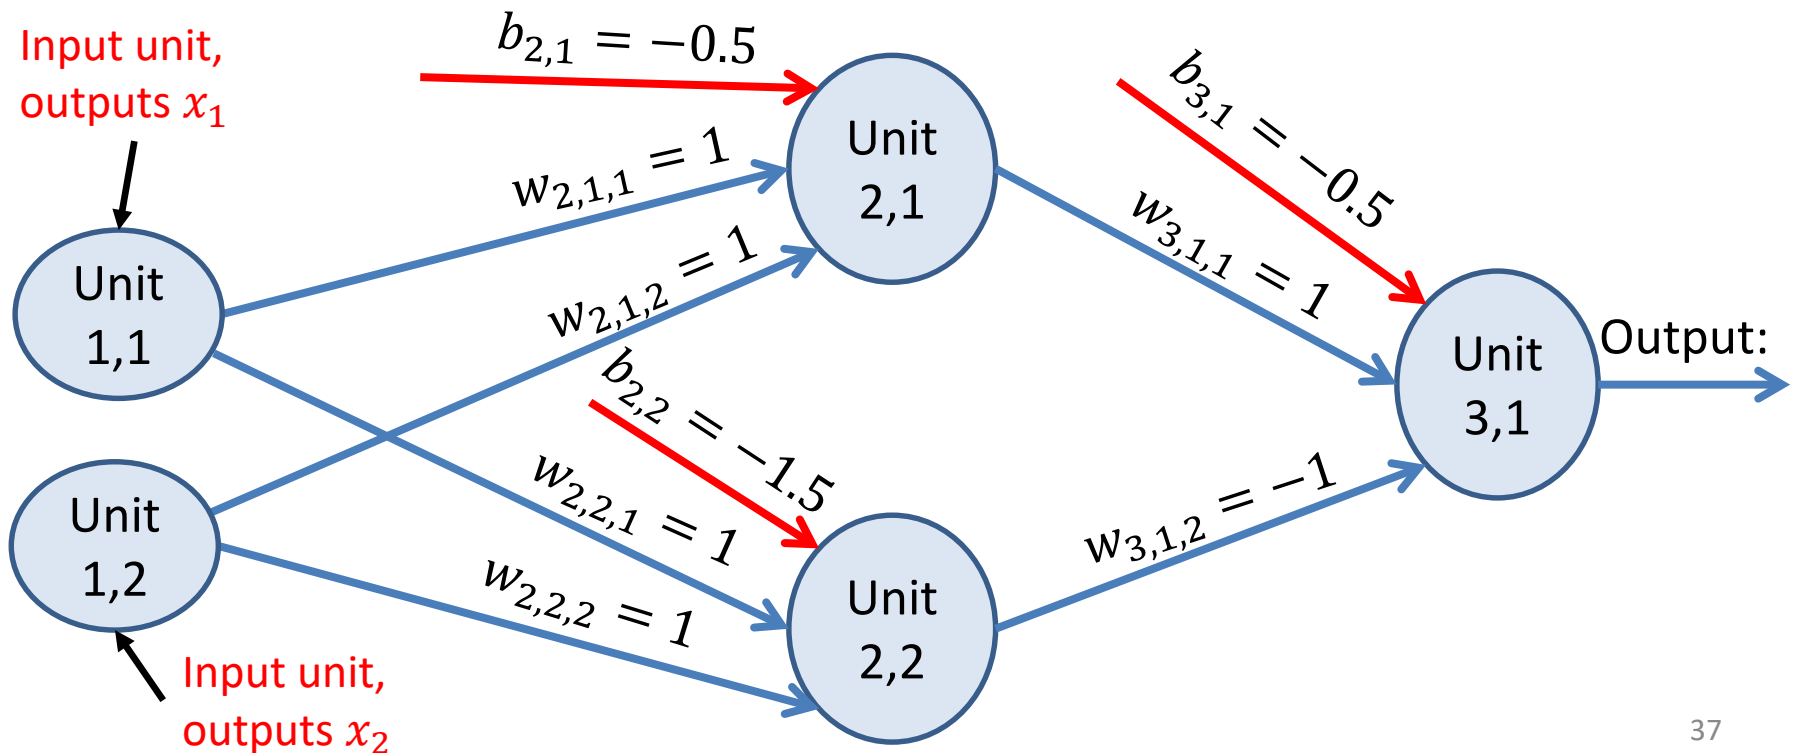 Input unit,
outputs x₁
b₂,₁ = −0.5
b₃,₁ = −0.5
Unit
2,1
w₂,₁,₁ = 1
w₃,₁,₁ = 1
Unit
1,1
w₂,₁,₂ = 1
Output:
Unit
3,1
b₂,₂ = −1.5
Unit
1,2
w₂,₂,₁ = 1
w₃,₁,₂ = −1
w₂,₂,₂ = 1
Unit
2,2
Input unit,
outputs x₂
37